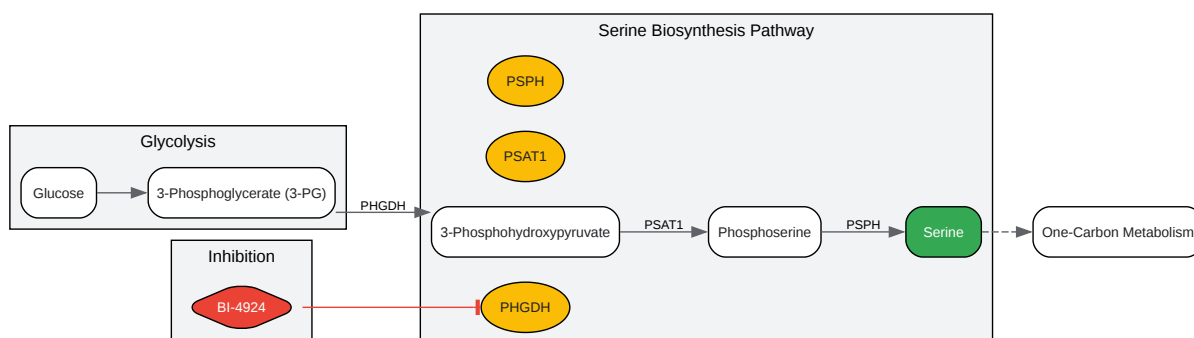 Serine Biosynthesis Pathway
PSPH
Glycolysis
PSAT1
Glucose
3-Phosphoglycerate (3-PG)
PHGDH
3-Phosphohydroxypyruvate
PSAT1
Phosphoserine
PSPH
Serine
One-Carbon Metabolism
Inhibition
BI-4924
PHGDH